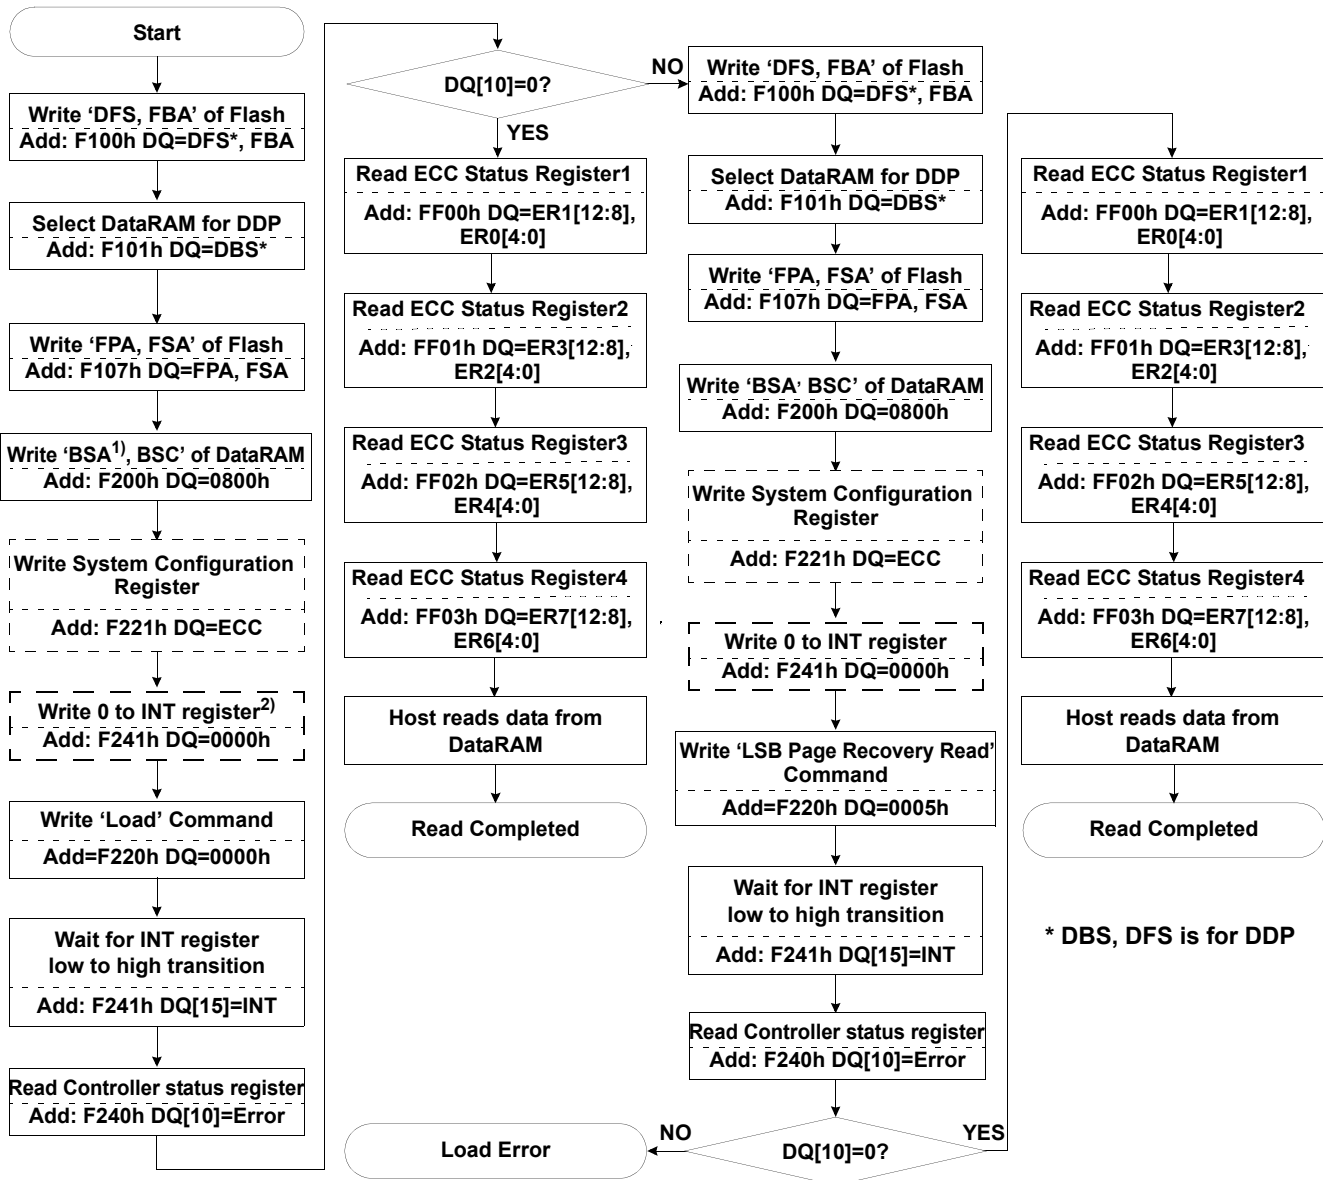 Start
Write ‘DFS, FBA’ of Flash
Add: F100h DQ=DFS*, FBA
Select DataRAM for DDP
Add: F101h DQ=DBS*
Write ‘FPA, FSA’ of Flash
Add: F107h DQ=FPA, FSA
Write ‘BSA1), BSC’ of DataRAM
Add: F200h DQ=0800h
Write System Configuration
Register
Add: F221h DQ=ECC
Write 0 to INT register2)
Add: F241h DQ=0000h
Write ‘Load’ Command
Add=F220h DQ=0000h
Wait for INT register
low to high transition
Add: F241h DQ[15]=INT
Read Controller status register
Add: F240h DQ[10]=Error
DQ[10]=0?
NO
YES
Read ECC Status Register1
Add: FF00h DQ=ER1[12:8],
ER0[4:0]
Read ECC Status Register2
Add: FF01h DQ=ER3[12:8],
ER2[4:0]
Read ECC Status Register3
Add: FF02h DQ=ER5[12:8],
ER4[4:0]
Read ECC Status Register4
Add: FF03h DQ=ER7[12:8],
ER6[4:0]
Host reads data from
DataRAM
Read Completed
Write ‘DFS, FBA’ of Flash
Add: F100h DQ=DFS*, FBA
Select DataRAM for DDP
Add: F101h DQ=DBS*
Write ‘FPA, FSA’ of Flash
Add: F107h DQ=FPA, FSA
Write ‘BSA, BSC’ of DataRAM
Add: F200h DQ=0800h
Write System Configuration
Register
Add: F221h DQ=ECC
Write 0 to INT register
Add: F241h DQ=0000h
Write ‘LSB Page Recovery Read’
Command
Add=F220h DQ=0005h
Wait for INT register
low to high transition
Add: F241h DQ[15]=INT
Read Controller status register
Add: F240h DQ[10]=Error
DQ[10]=0?
NO
YES
Load Error
Read ECC Status Register1
Add: FF00h DQ=ER1[12:8],
ER0[4:0]
Read ECC Status Register2
Add: FF01h DQ=ER3[12:8],
ER2[4:0]
Read ECC Status Register3
Add: FF02h DQ=ER5[12:8],
ER4[4:0]
Read ECC Status Register4
Add: FF03h DQ=ER7[12:8],
ER6[4:0]
Host reads data from
DataRAM
Read Completed
* DBS, DFS is for DDP